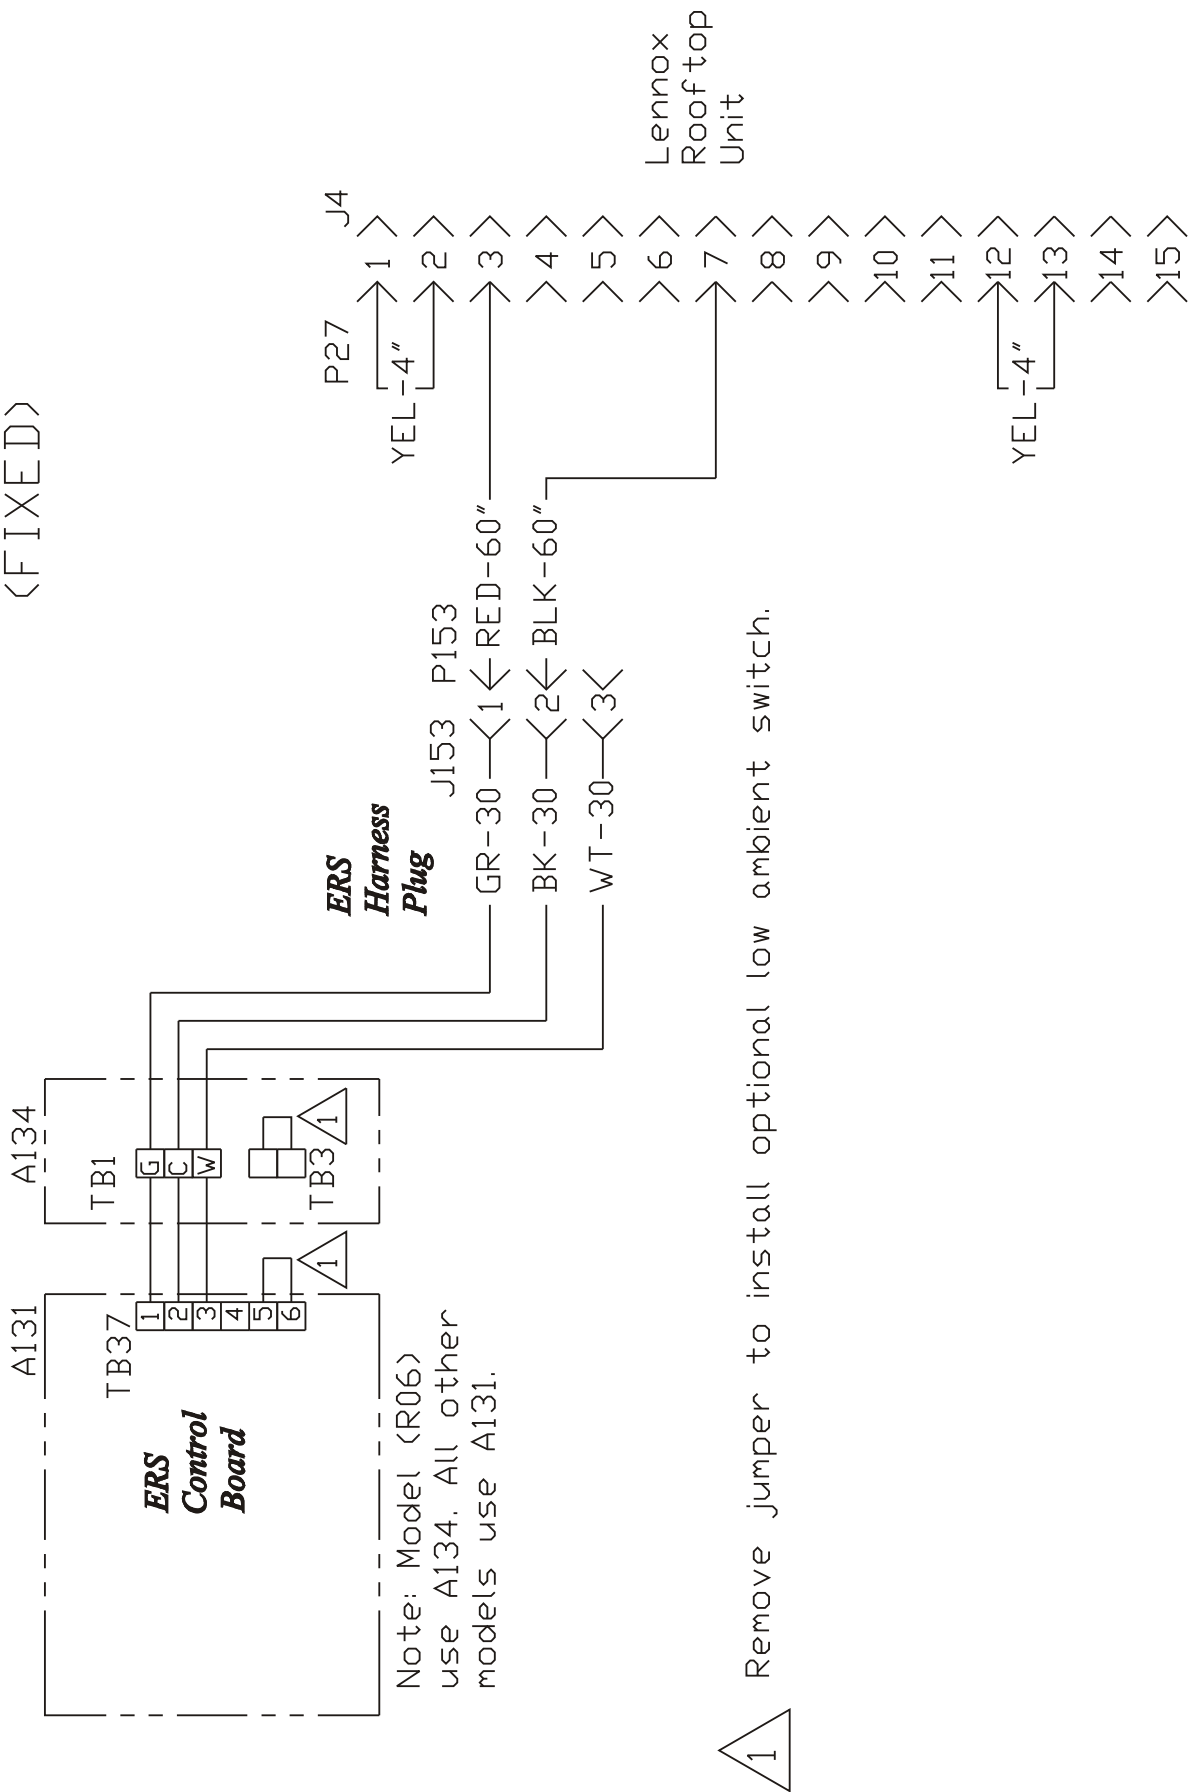 (FIXED)
A131
A134
TB37
TB1
ERS
Control
Board
1
2
3
4
5
6
G
C
W
TB3
1
1
ERS
Harness
Plug
J153 P153
GR-30 1 RED-60"
BK-30 2 BLK-60"
WT-30 3
P27 J4
YEL-4"
YEL-4"
1
2
3
4
5
6
7
8
9
10
11
12
13
14
15
Lennox
Rooftop
Unit
Note: Model (R06)
use A134. All other
models use A131.
1 Remove jumper to install optional low ambient switch.